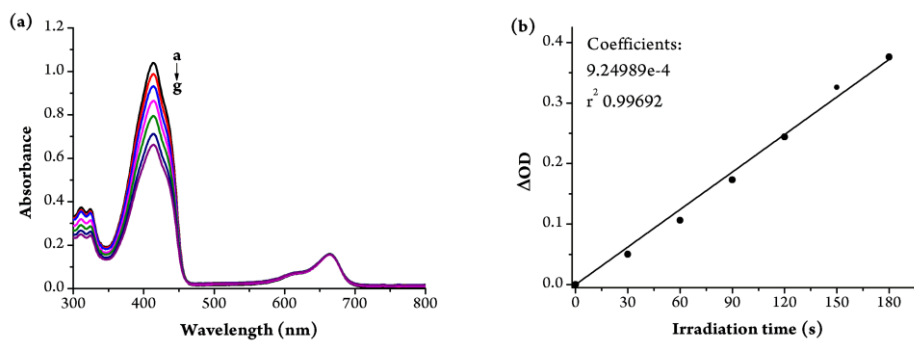 (a)
1.2
1.0
0.8
0.6
0.4
0.2
0.0
Absorbance
a
g
300 400 500 600 700 800
Wavelength (nm)
(b)
0.4
0.3
0.2
0.1
0.0
ΔOD
Coefficients:
9.24989e-4
r² 0.99692
0 30 60 90 120 150 180
Irradiation time (s)